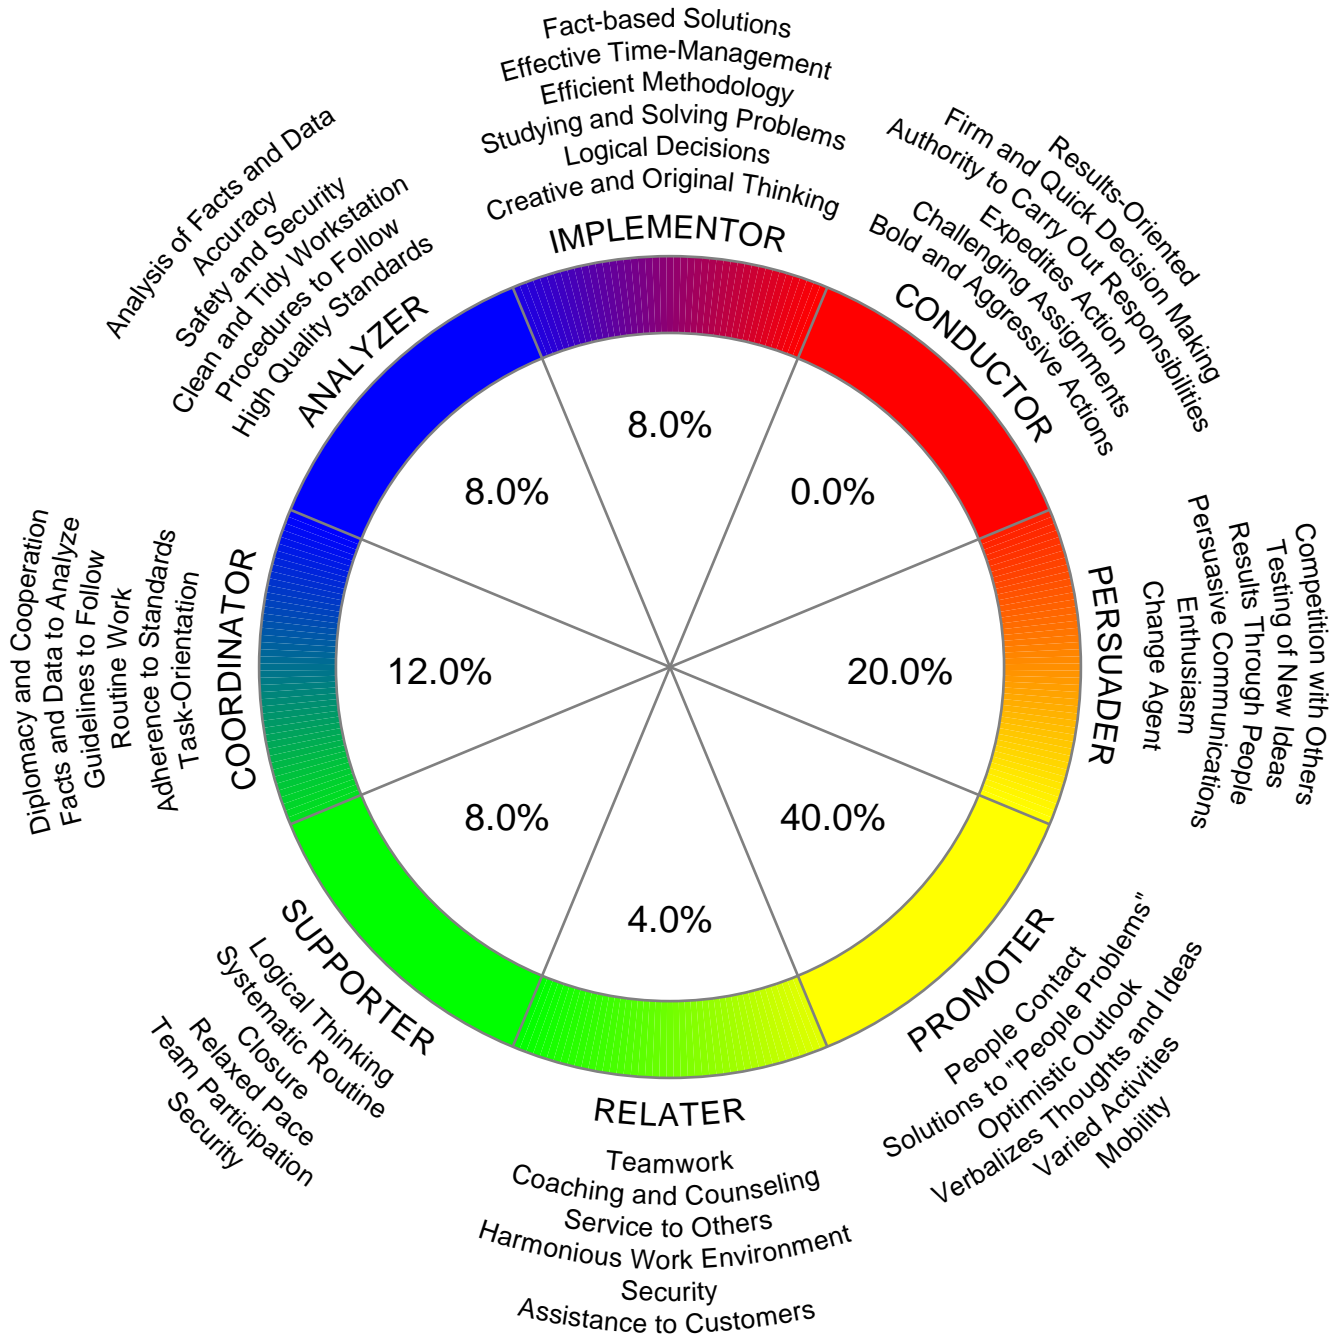 Fact-based Solutions
Effective Time-Management
Efficient Methodology
Studying and Solving Problems
Logical Decisions
Creative and Original Thinking
IMPLEMENTOR
8.0%
Results-Oriented
Firm and Quick Decision Making
Authority to Carry Out Responsibilities
Expedites Action
Challenging Assignments
Bold and Aggressive Actions
CONDUCTOR
0.0%
Competition with Others
Testing of New Ideas
Results Through People
Persuasive Communications
Enthusiasm
Change Agent
PERSUADER
20.0%
PROMOTER
40.0%
People Contact
Solutions to "People Problems"
Optimistic Outlook
Verbalizes Thoughts and Ideas
Varied Activities
Mobility
RELATER
4.0%
Teamwork
Coaching and Counseling
Service to Others
Harmonious Work Environment
Security
Assistance to Customers
SUPPORTER
8.0%
Logical Thinking
Systematic Routine
Closure
Relaxed Pace
Team Participation
Security
Diplomacy and Cooperation
Facts and Data to Analyze
Guidelines to Follow
Routine Work
Adherence to Standards
Task-Orientation
COORDINATOR
12.0%
Analysis of Facts and Data
Accuracy
Safety and Security
Clean and Tidy Workstation
Procedures to Follow
High Quality Standards
ANALYZER
8.0%